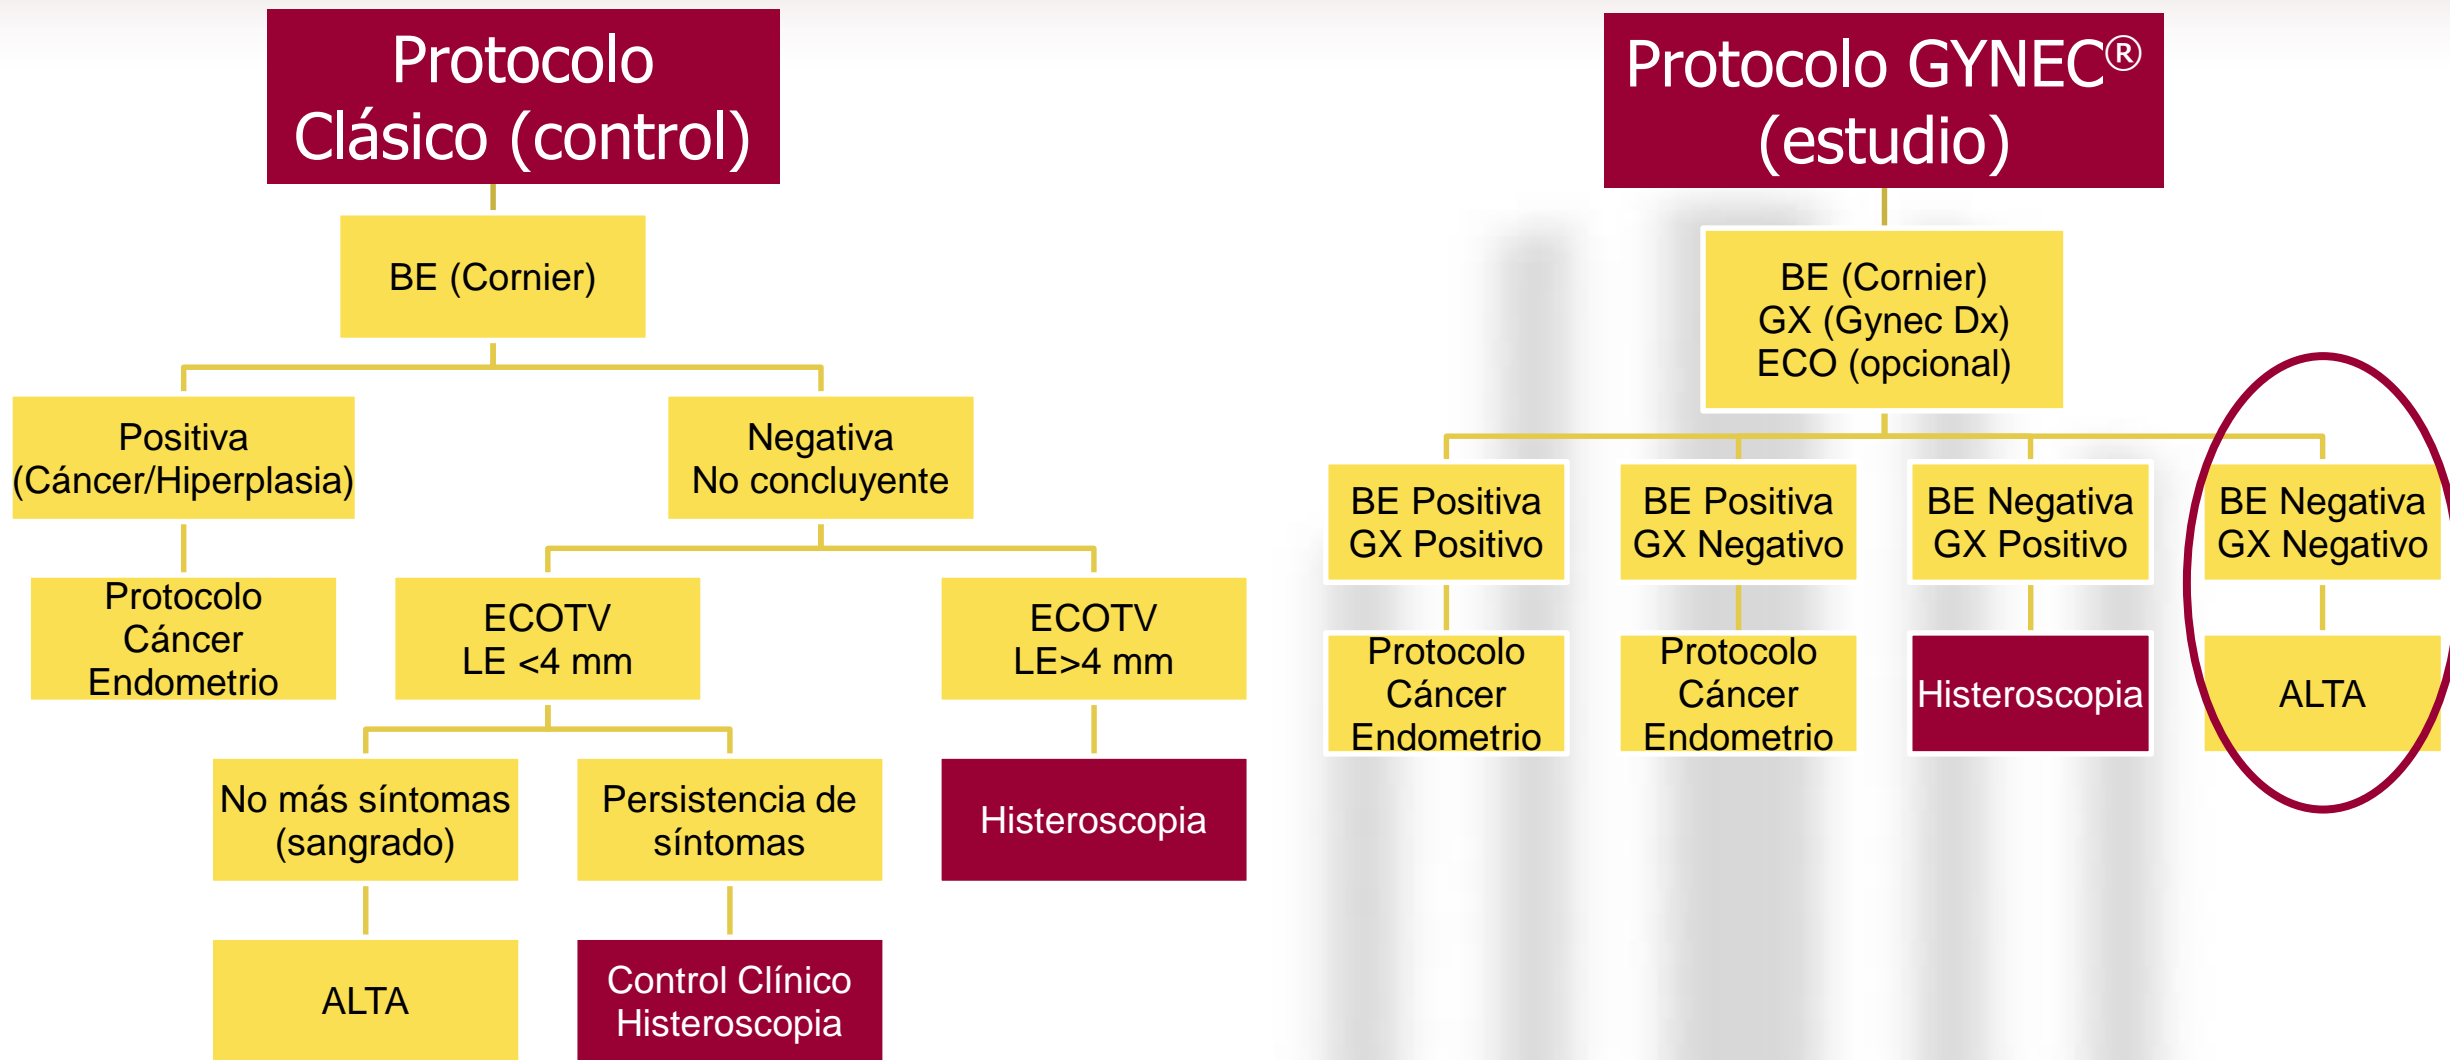 Protocolo
Clásico (control)
BE (Cornier)
Positiva
(Cáncer/Hiperplasia)
Negativa
No concluyente
Protocolo
Cáncer
Endometrio
ECOTV
LE <4 mm
ECOTV
LE>4 mm
No más síntomas
(sangrado)
Persistencia de
síntomas
Histeroscopia
ALTA
Control Clínico
Histeroscopia
Protocolo GYNEC®
(estudio)
BE (Cornier)
GX (Gynec Dx)
ECO (opcional)
BE Positiva
GX Positivo
BE Positiva
GX Negativo
BE Negativa
GX Positivo
BE Negativa
GX Negativo
Protocolo
Cáncer
Endometrio
Protocolo
Cáncer
Endometrio
Histeroscopia
ALTA